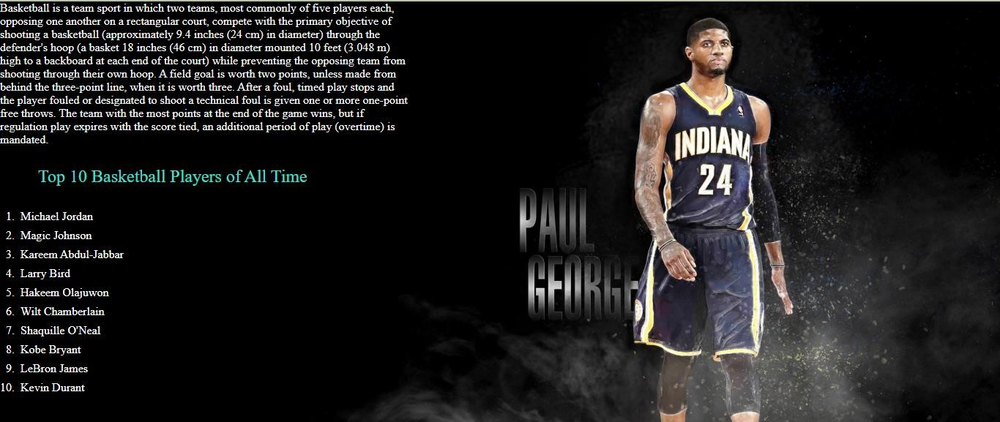 Basketball is a team sport in which two teams, most commonly of five players each,
opposing one another on a rectangular court, compete with the primary objective of
shooting a basketball (approximately 9.4 inches (24 cm) in diameter) through the
defender's hoop (a basket 18 inches (46 cm) in diameter mounted 10 feet (3.048 m)
high to a backboard at each end of the court) while preventing the opposing team from
shooting through their own hoop. A field goal is worth two points, unless made from
behind the three-point line, when it is worth three. After a foul, timed play stops and
the player fouled or designated to shoot a technical foul is given one or more one-point
free throws. The team with the most points at the end of the game wins, but if
regulation play expires with the score tied, an additional period of play (overtime) is
mandated.
Top 10 Basketball Players of All Time
1. Michael Jordan
2. Magic Johnson
3. Kareem Abdul-Jabbar
4. Larry Bird
5. Hakeem Olajuwon
6. Wilt Chamberlain
7. Shaquille O'Neal
8. Kobe Bryant
9. LeBron James
10. Kevin Durant
PAUL
GEORGE
INDIANA
24